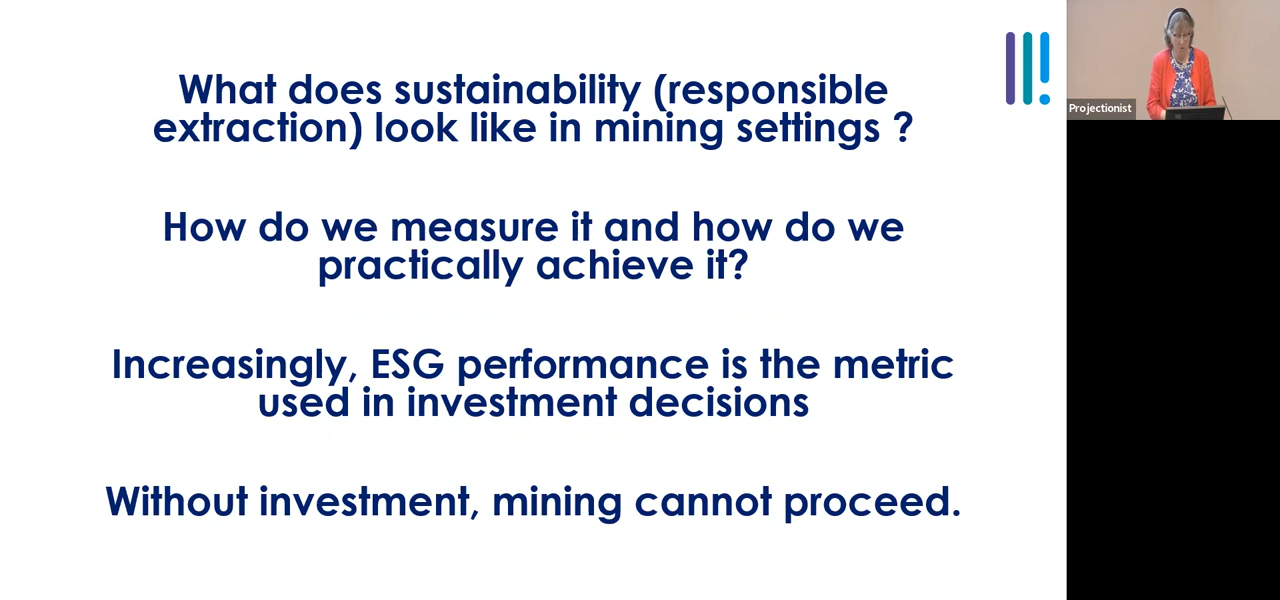 What does sustainability (responsible
extraction) look like in mining settings ?
How do we measure it and how do we
practically achieve it?
Increasingly, ESG performance is the metric
used in investment decisions
Without investment, mining cannot proceed.
Projectionist